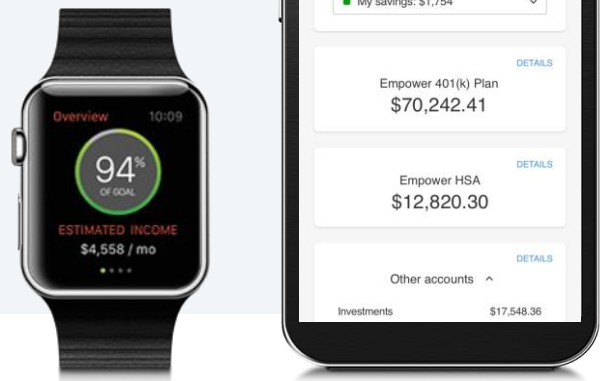 Overview 10:09
94%
OF GOAL
ESTIMATED INCOME
$4,558 / mo
My savings: $1,754
DETAILS
Empower 401(k) Plan
$70,242.41
DETAILS
Empower HSA
$12,820.30
DETAILS
Other accounts
Investments $17,548.36